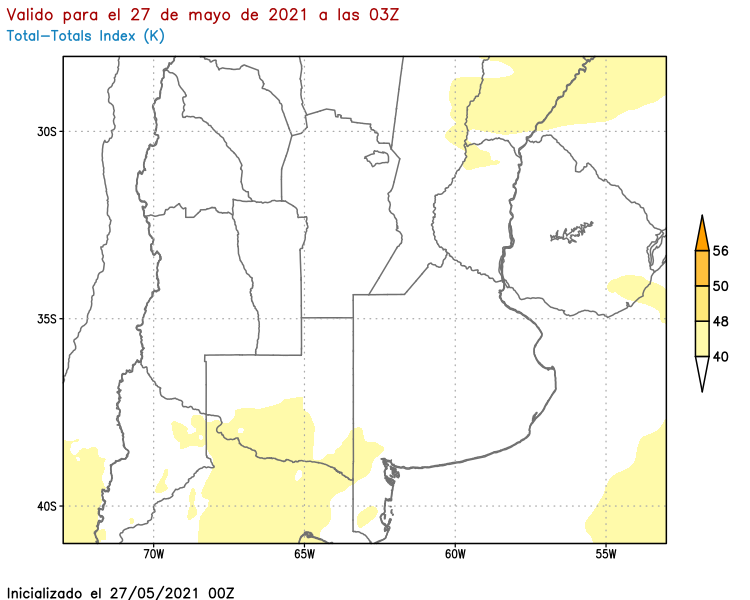 Valido para el 27 de mayo de 2021 a las 03Z
Total-Totals Index (K)
30S
35S
40S
70W
65W
60W
55W
56
50
48
40
Inicializado el 27/05/2021 00Z